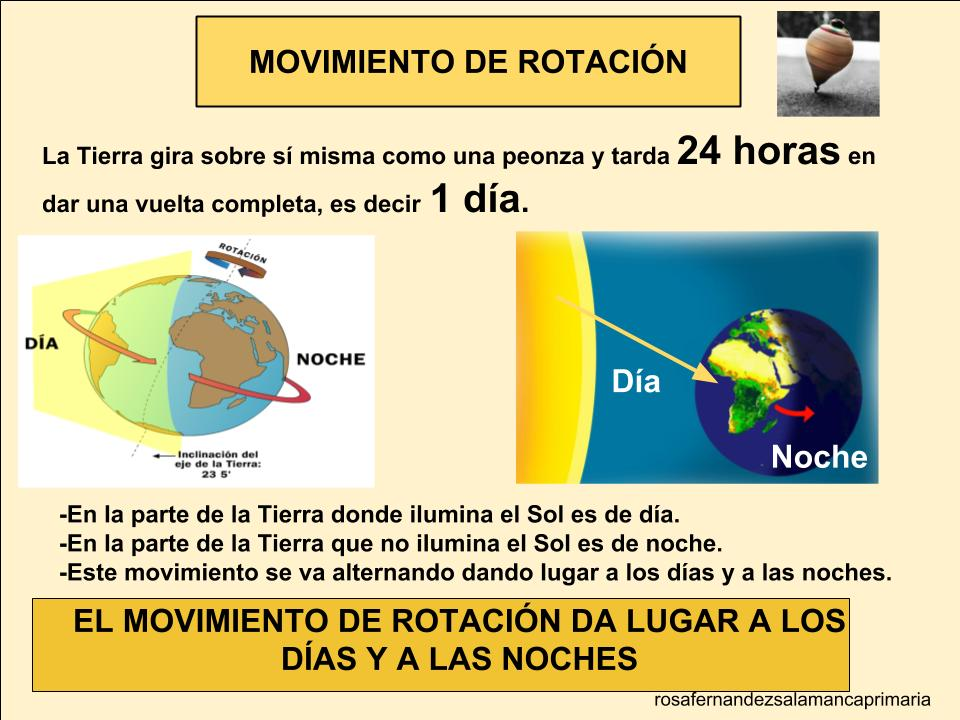 MOVIMIENTO DE ROTACIÓN
La Tierra gira sobre sí misma como una peonza y tarda 24 horas en
dar una vuelta completa, es decir 1 día.
ROTACIÓN
DÍA
NOCHE
Inclinación del
eje de la Tierra:
23 5'
Día
Noche
-En la parte de la Tierra donde ilumina el Sol es de día.
-En la parte de la Tierra que no ilumina el Sol es de noche.
-Este movimiento se va alternando dando lugar a los días y a las noches.
EL MOVIMIENTO DE ROTACIÓN DA LUGAR A LOS
DÍAS Y A LAS NOCHES
rosafernandezsalamancaprimaria